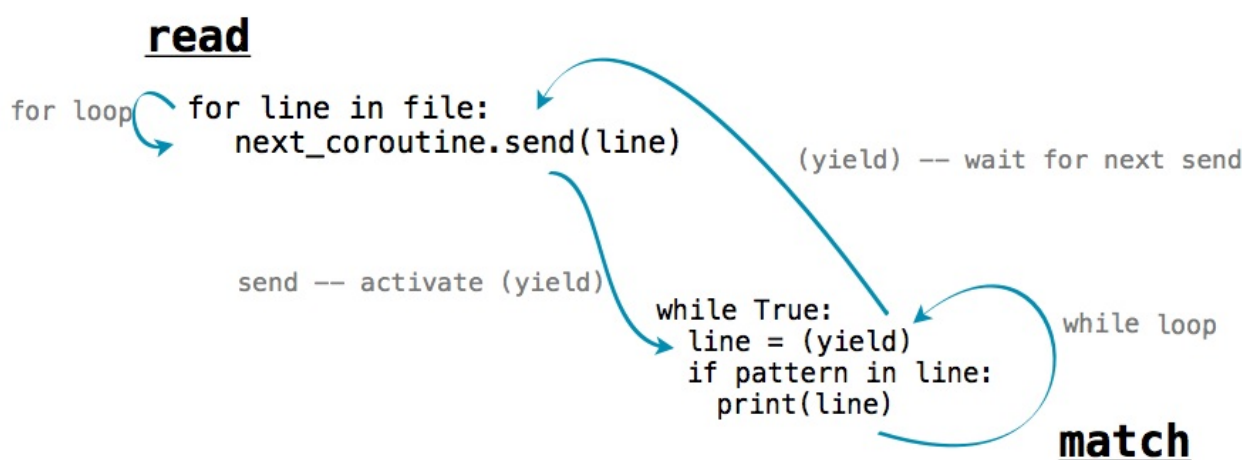 read
for loop
for line in file:
next_coroutine.send(line)
(yield) -- wait for next send
send -- activate (yield)
while True:
line = (yield)
if pattern in line:
print(line)
while loop
match